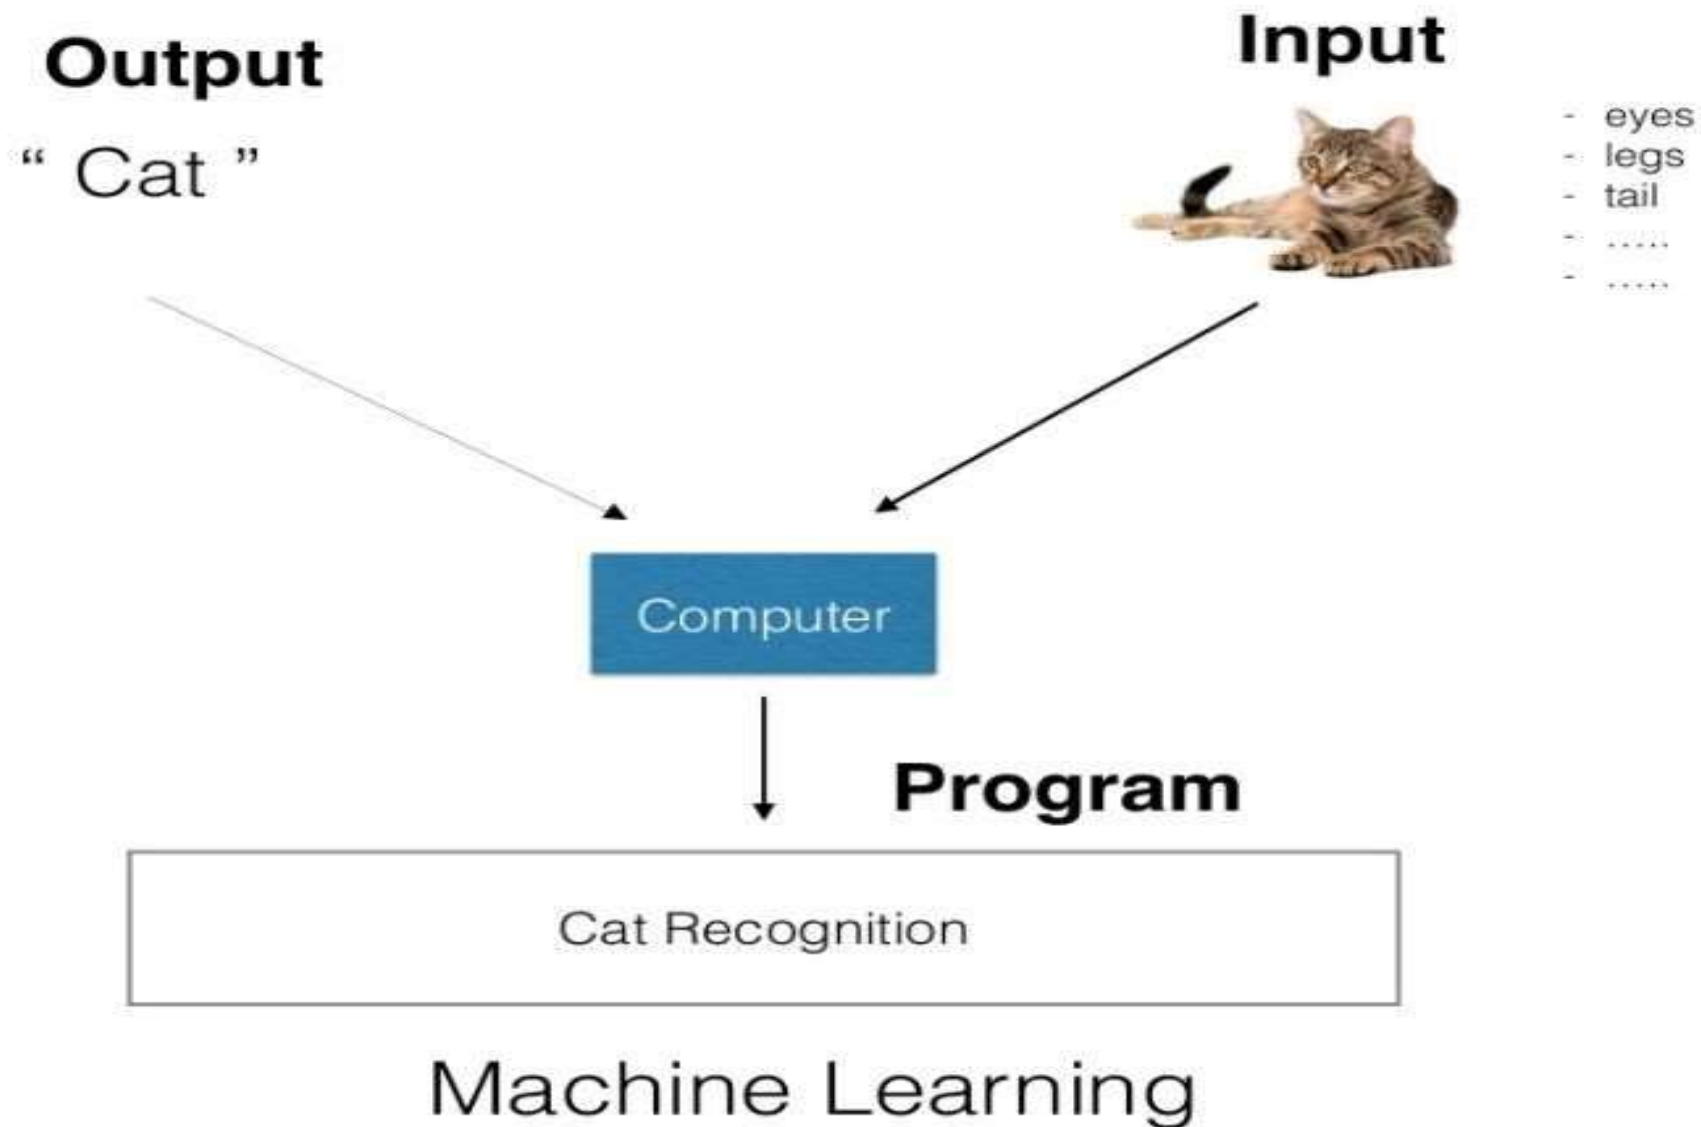 Output
“ Cat ”
Input
- eyes
- legs
- tail
- .....
- .....
Computer
Program
Cat Recognition
Machine Learning